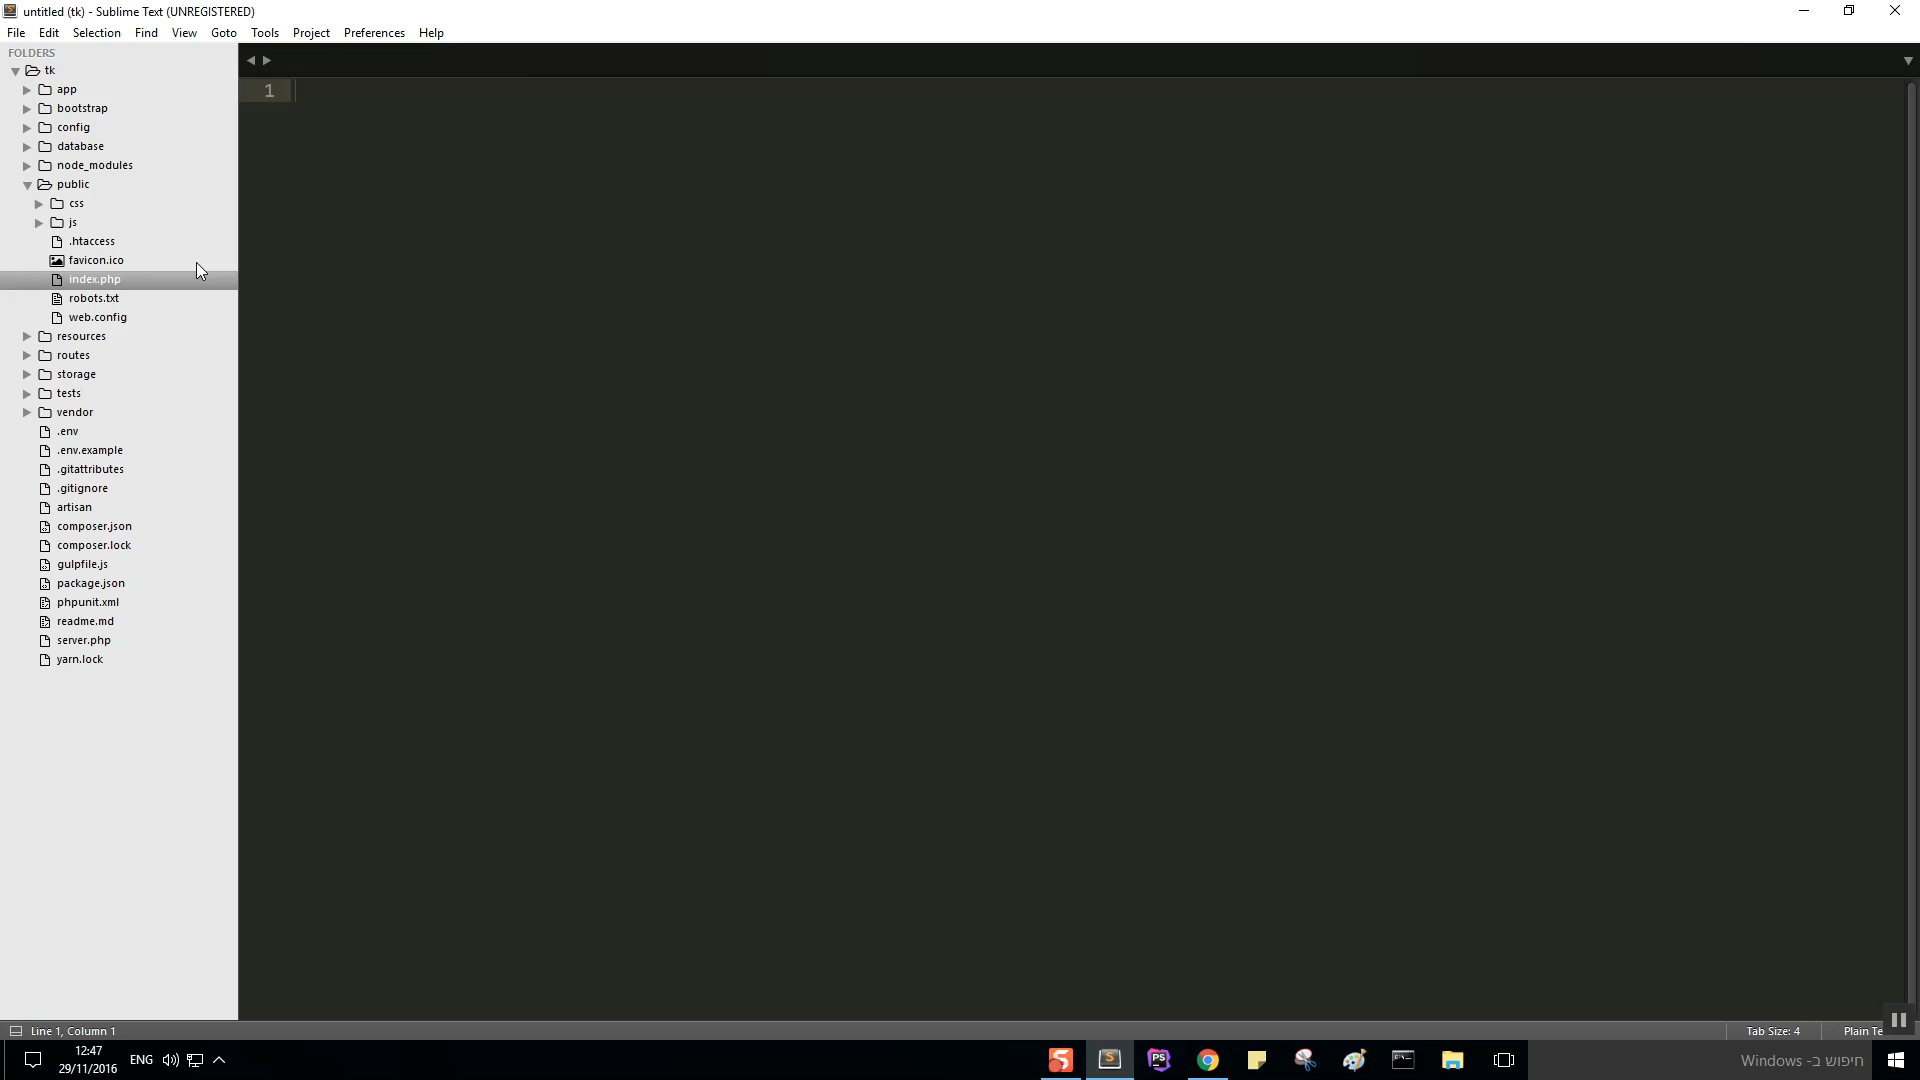 untitled (tk) - Sublime Text (UNREGISTERED)
File Edit Selection Find View Goto Tools Project Preferences Help
FOLDERS
tk
app
1
bootstrap
config
database
node_modules
public
css
js
.htaccess
favicon.ico
index.php
robots.txt
web.config
resources
routes
storage
tests
vendor
.env
.env.example
.gitattributes
.gitignore
artisan
composer.json
composer.lock
gulpfile.js
package.json
phpunit.xml
readme.md
server.php
yarn.lock
Line 1, Column 1 Tab Size: 4 Plain Te
12:47
29/11/2016
ENG
PS
חיפוש ב- Windows